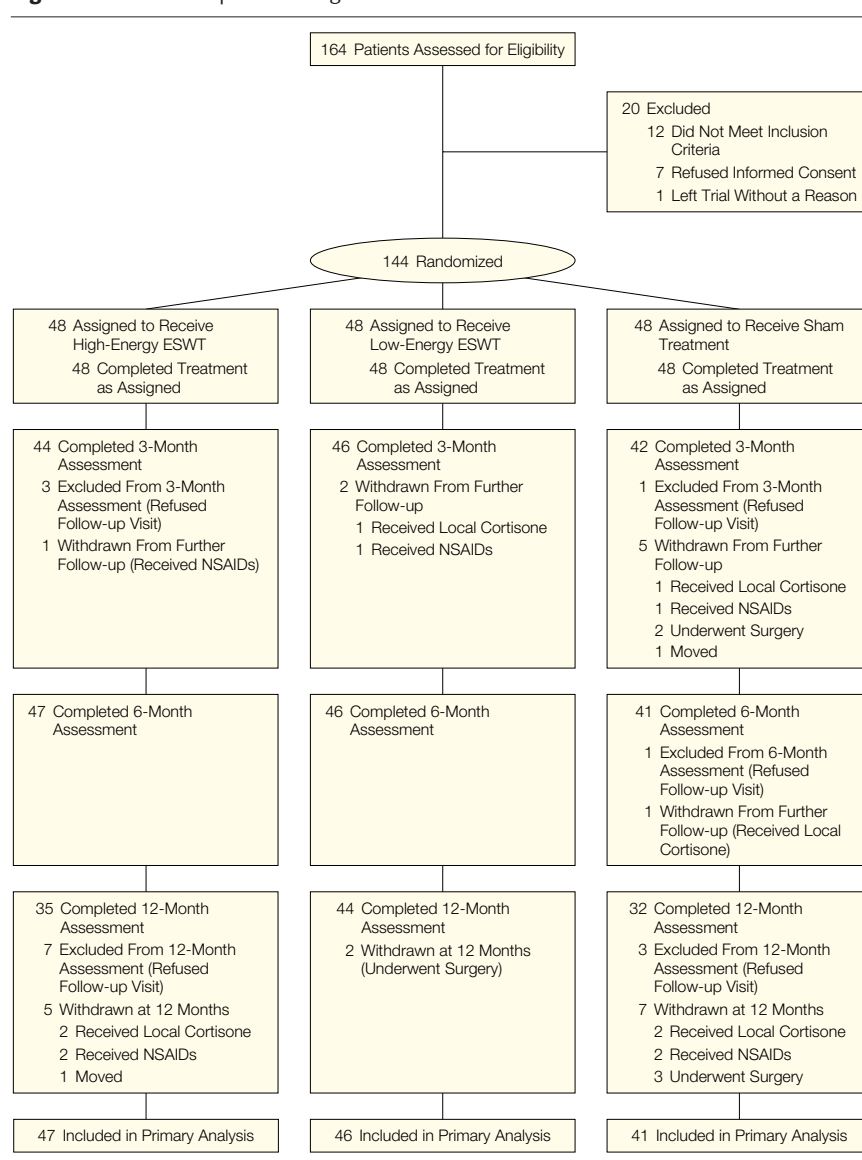 164 Patients Assessed for Eligibility
20 Excluded
12 Did Not Meet Inclusion
Criteria
7 Refused Informed Consent
1 Left Trial Without a Reason
144 Randomized
48 Assigned to Receive
High-Energy ESWT
48 Completed Treatment
as Assigned
48 Assigned to Receive
Low-Energy ESWT
48 Completed Treatment
as Assigned
48 Assigned to Receive Sham
Treatment
48 Completed Treatment
as Assigned
44 Completed 3-Month
Assessment
3 Excluded From 3-Month
Assessment (Refused
Follow-up Visit)
1 Withdrawn From Further
Follow-up (Received NSAIDs)
46 Completed 3-Month
Assessment
2 Withdrawn From Further
Follow-up
1 Received Local Cortisone
1 Received NSAIDs
42 Completed 3-Month
Assessment
1 Excluded From 3-Month
Assessment (Refused
Follow-up Visit)
5 Withdrawn From Further
Follow-up
1 Received Local Cortisone
1 Received NSAIDs
2 Underwent Surgery
1 Moved
47 Completed 6-Month
Assessment
46 Completed 6-Month
Assessment
41 Completed 6-Month
Assessment
1 Excluded From 6-Month
Assessment (Refused
Follow-up Visit)
1 Withdrawn From Further
Follow-up (Received Local
Cortisone)
35 Completed 12-Month
Assessment
7 Excluded From 12-Month
Assessment (Refused
Follow-up Visit)
5 Withdrawn at 12 Months
2 Received Local Cortisone
2 Received NSAIDs
1 Moved
44 Completed 12-Month
Assessment
2 Withdrawn at 12 Months
(Underwent Surgery)
32 Completed 12-Month
Assessment
3 Excluded From 12-Month
Assessment (Refused
Follow-up Visit)
7 Withdrawn at 12 Months
2 Received Local Cortisone
2 Received NSAIDs
3 Underwent Surgery
47 Included in Primary Analysis
46 Included in Primary Analysis
41 Included in Primary Analysis